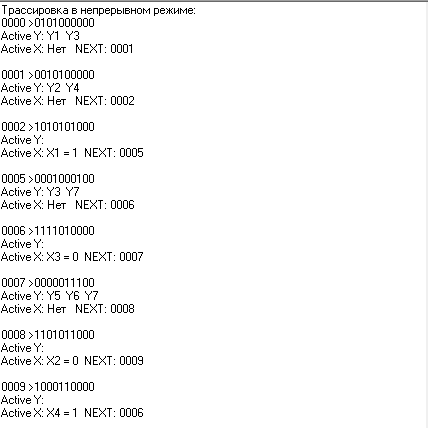 Трассировка в непрерывном режиме:
0000 >0101000000
Active Y: Y1 Y3
Active X: Нет NEXT: 0001
0001 >0010100000
Active Y: Y2 Y4
Active X: Нет NEXT: 0002
0002 >1010101000
Active Y:
Active X: X1 = 1 NEXT: 0005
0005 >0001000100
Active Y: Y3 Y7
Active X: Нет NEXT: 0006
0006 >1111010000
Active Y:
Active X: X3 = 0 NEXT: 0007
0007 >0000011100
Active Y: Y5 Y6 Y7
Active X: Нет NEXT: 0008
0008 >1101011000
Active Y:
Active X: X2 = 0 NEXT: 0009
0009 >1000110000
Active Y:
Active X: X4 = 1 NEXT: 0006